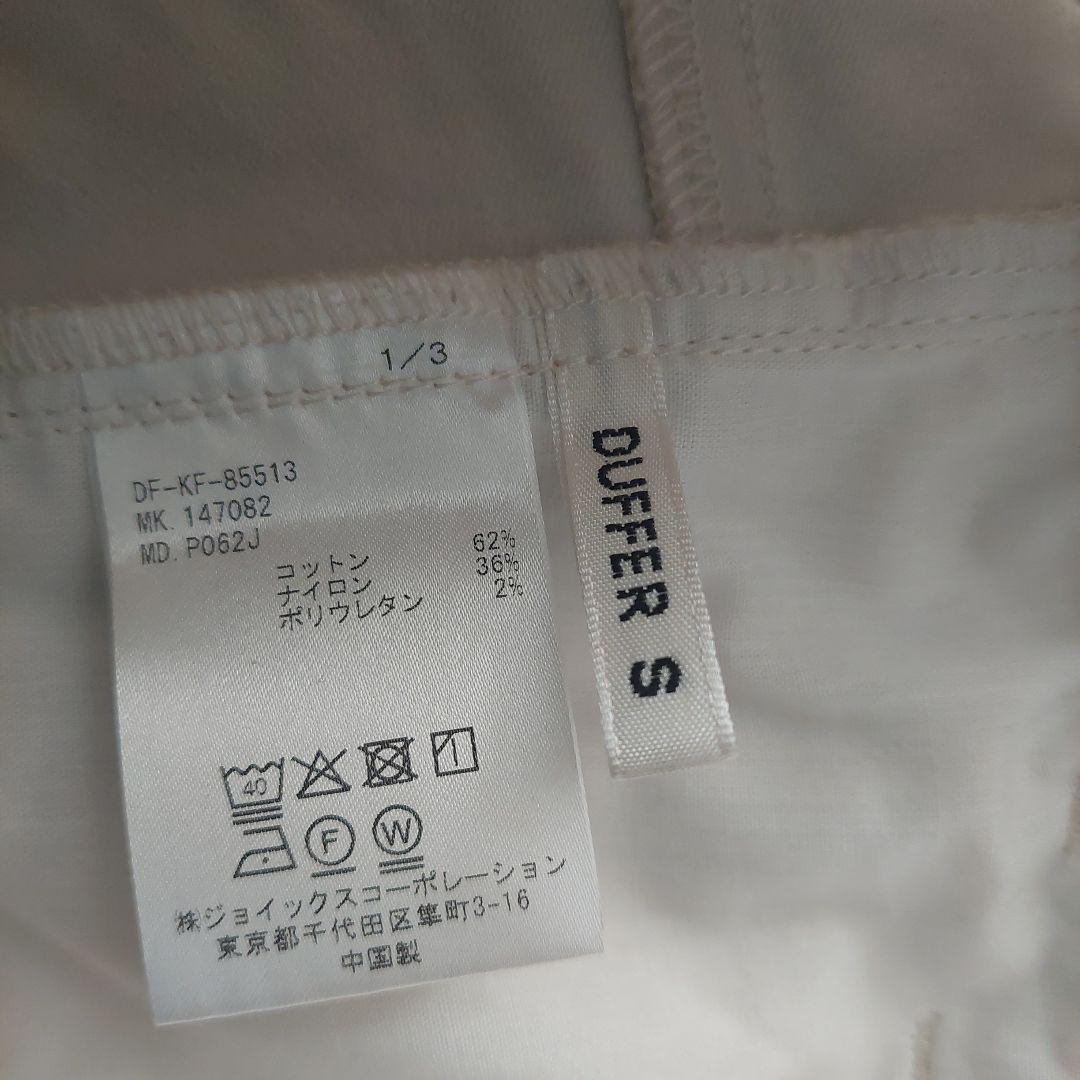 1/3
DF-KF-85513
MK. 147082
MD. P062J
コットン 62%
ナイロン 36%
ポリウレタン 2%
40
F W
㈱ジョイックスコーポレーション
東京都千代田区隼町3-16
中国製
DUFFER S